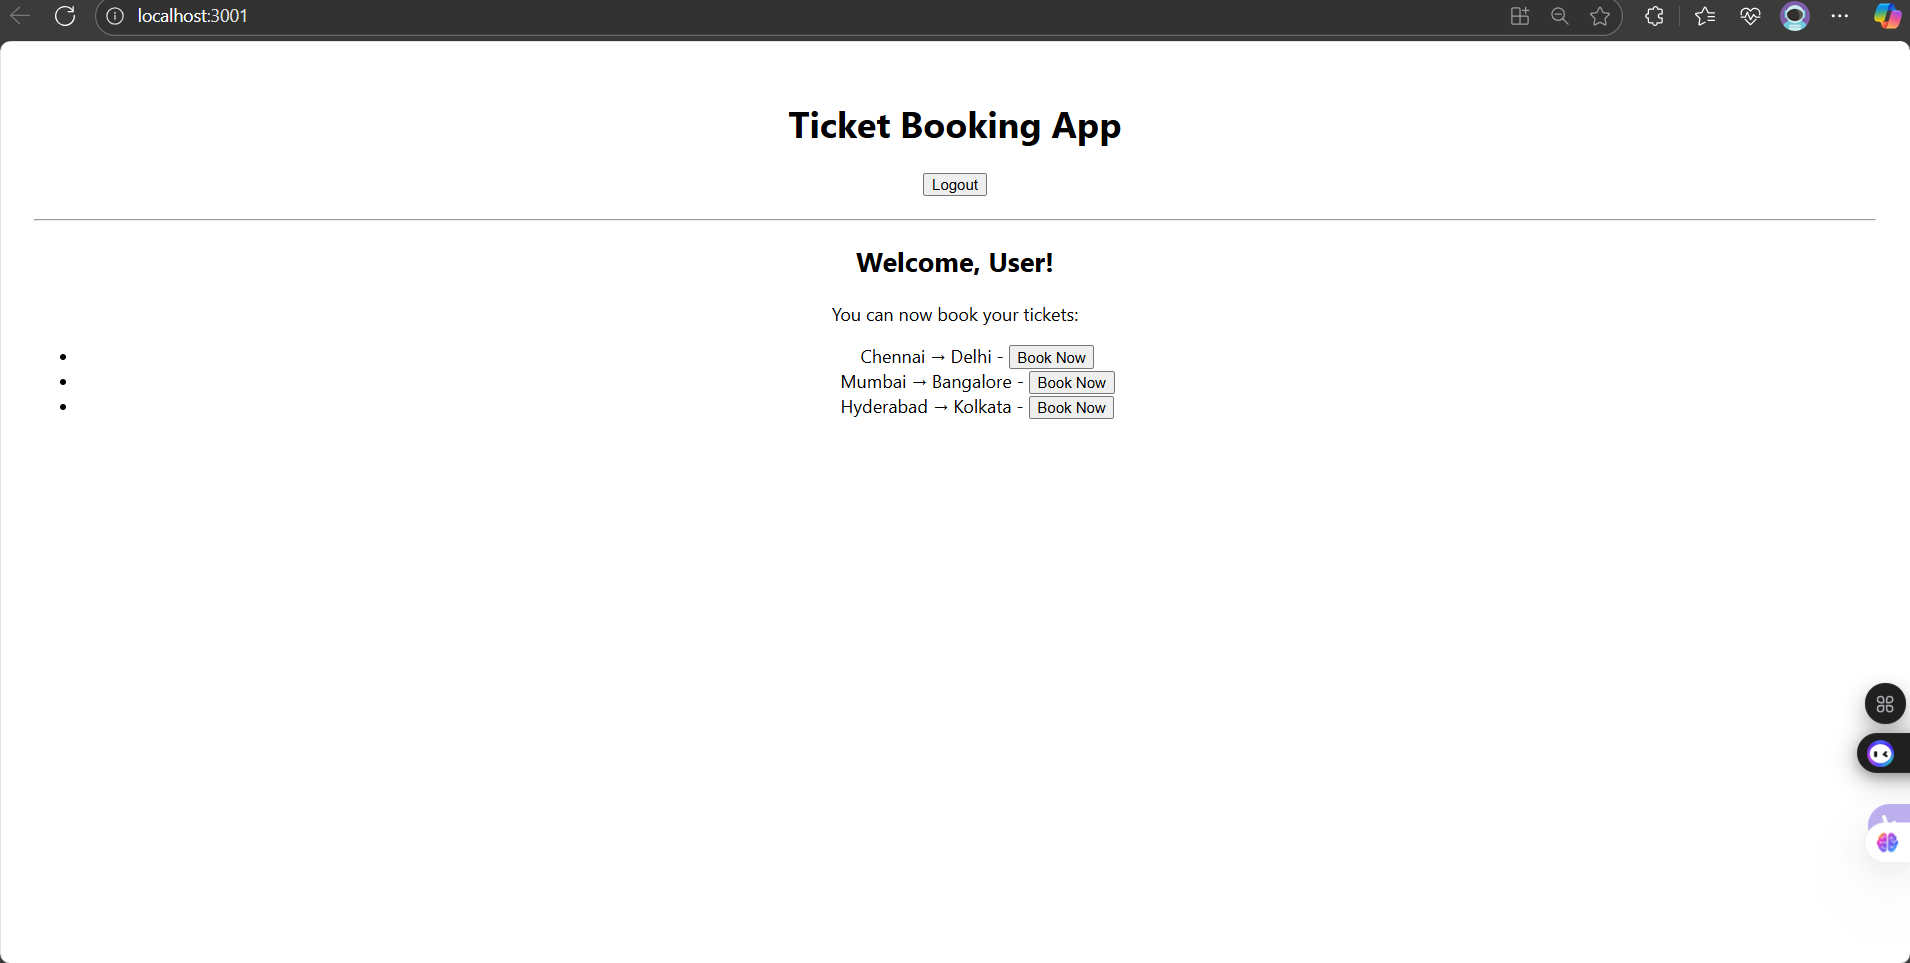 localhost:3001
Ticket Booking App
Logout
Welcome, User!
You can now book your tickets:
Chennai → Delhi - Book Now
Mumbai → Bangalore - Book Now
Hyderabad → Kolkata - Book Now